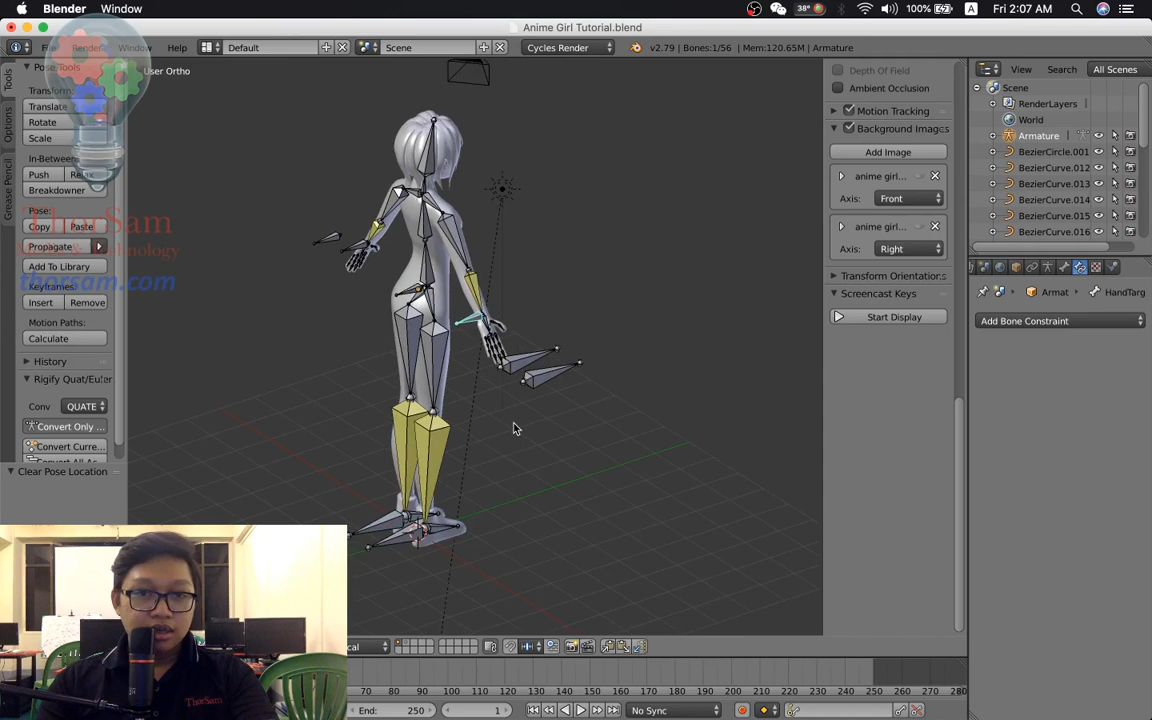 Blender Window
38° 100% A Fri 2:07 AM
Anime Girl Tutorial.blend
File Render Window Help Default Scene Cycles Render v2.79 | Bones:1/56 | Mem:120.65M | Armature
View Search All Scenes
Tools
Options
Grease Pencil
Pose Tools
Transform:
Translate
Rotate
Scale
In-Between
Push Relax
Breakdowner
Pose:
Copy Paste
Propagate
Add To Library
Keyframes:
Insert Remove
Motion Paths:
Calculate
History
Rigify Quat/Euler
Conv QUATE
Convert Only ...
Convert Curre...
Clear Pose Location
ThorSam
thorsam.com
User Ortho
Depth Of Field
Ambient Occlusion
Motion Tracking
Background Images
Add Image
anime girl...
Axis: Front
anime girl...
Axis: Right
Transform Orientations
Screencast Keys
Start Display
Scene
RenderLayers
World
Armature
BezierCircle.001
BezierCurve.012
BezierCurve.013
BezierCurve.014
BezierCurve.015
BezierCurve.016
Armat HandTarg
Add Bone Constraint
cal
70 80 90 100 110 120 130 140 150 160 170 180 190 200 210 220 230 240 250 260 270 280
End: 250 1 No Sync
ThorSam